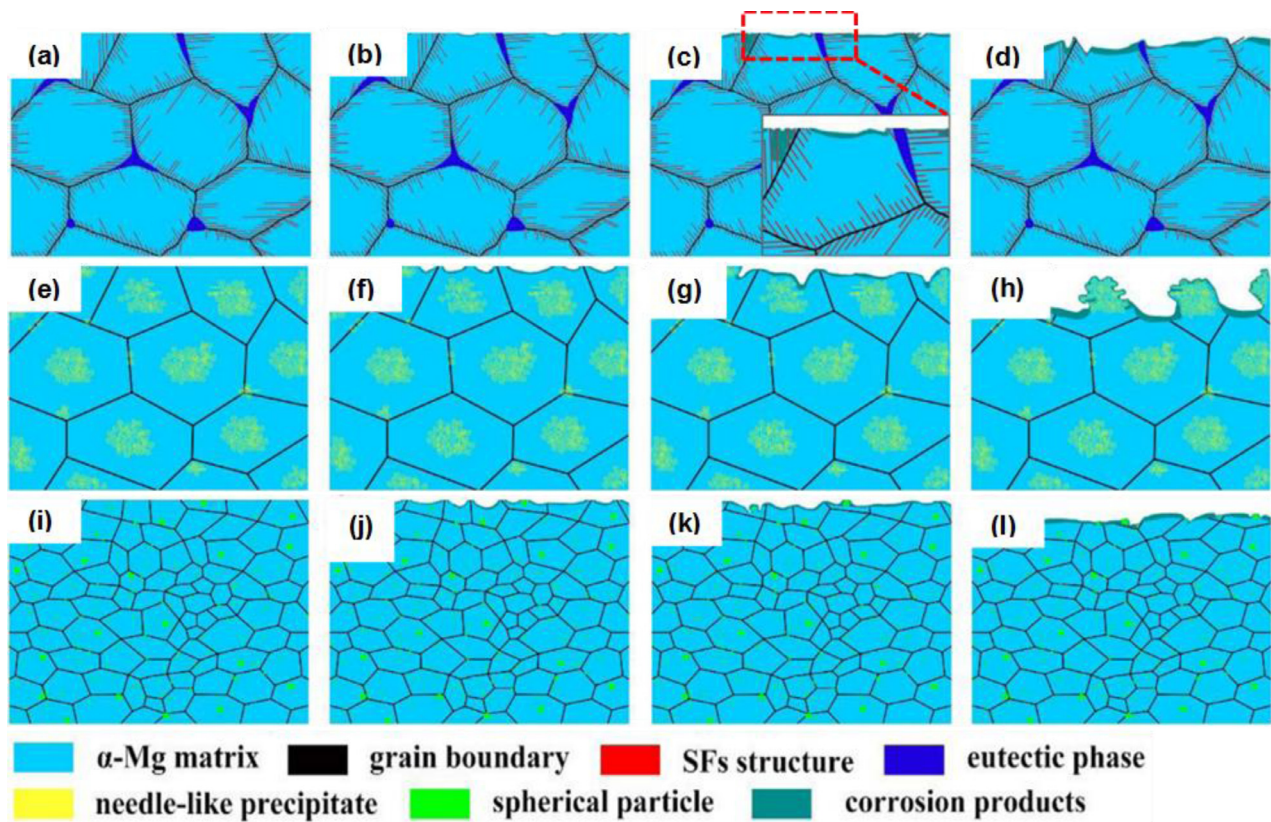 (a) (b) (c) (d)
(e) (f) (g) (h)
(i) (j) (k) (l)
α-Mg matrix grain boundary SFs structure eutectic phase
needle-like precipitate spherical particle corrosion products